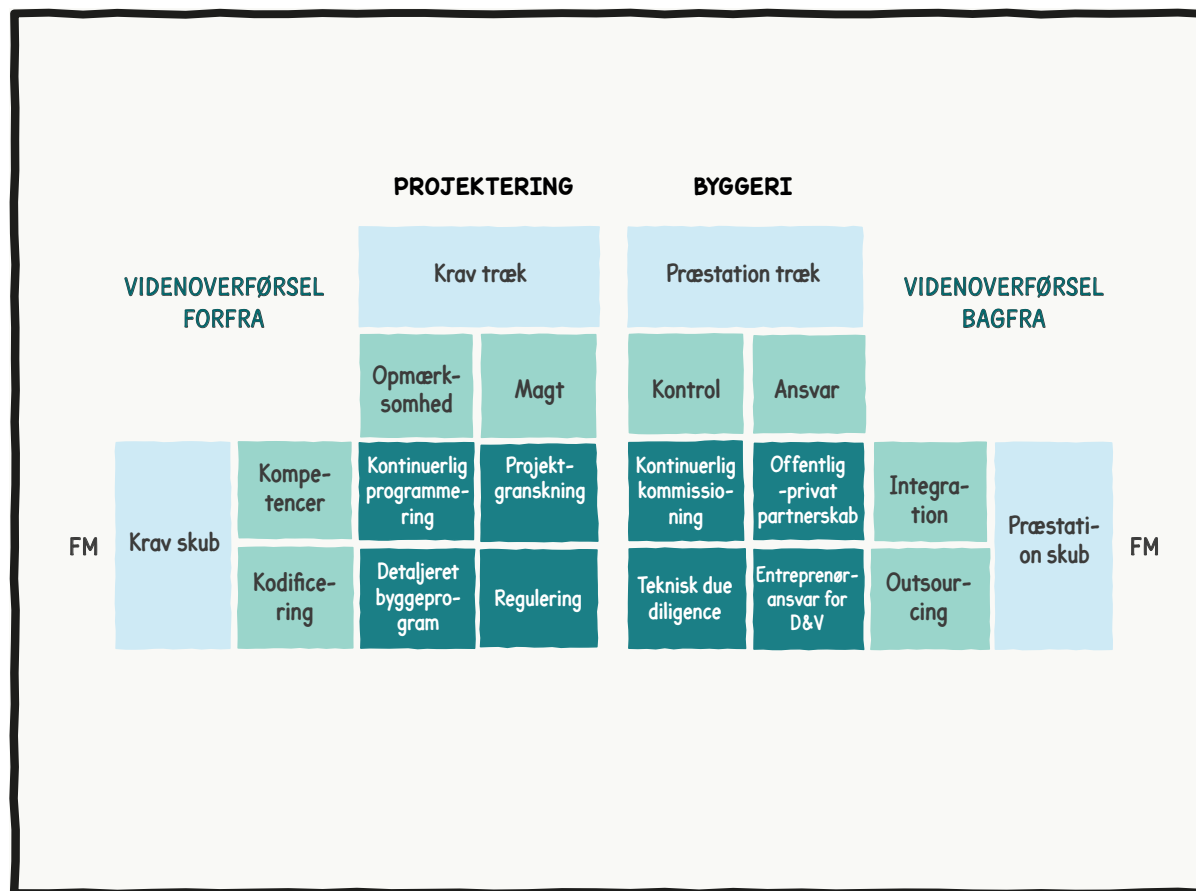 PROJEKTERING
BYGGERI
Krav træk
Præstation træk
VIDENOVERFØRSEL
FORFRA
VIDENOVERFØRSEL
BAGFRA
Opmærk-
somhed
Magt
Kontrol
Ansvar
FM
Krav skub
Kompe-
tencer
Kontinuerlig
programme-
ring
Projekt-
granskning
Kontinuerlig
kommissio-
ning
Offentlig
-privat
partnerskab
Integra-
tion
Præstati-
on skub
FM
Kodifice-
ring
Detaljeret
byggepro-
gram
Regulering
Teknisk due
diligence
Entreprenør-
ansvar for
D&V
Outsour-
cing